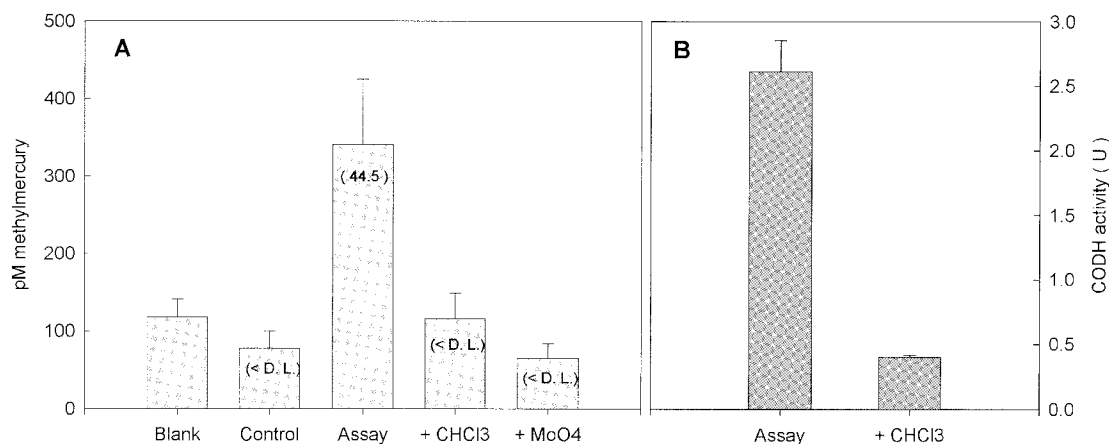 A
pM methylmercury
500
400
300
200
100
0
( 44.5 )
(< D. L.)
(< D. L.)
(< D. L.)
Blank
Control
Assay
+ CHCl3
+ MoO4
B
3.0
2.5
2.0
1.5
1.0
0.5
0.0
CODH activity ( U )
Assay
+ CHCl3